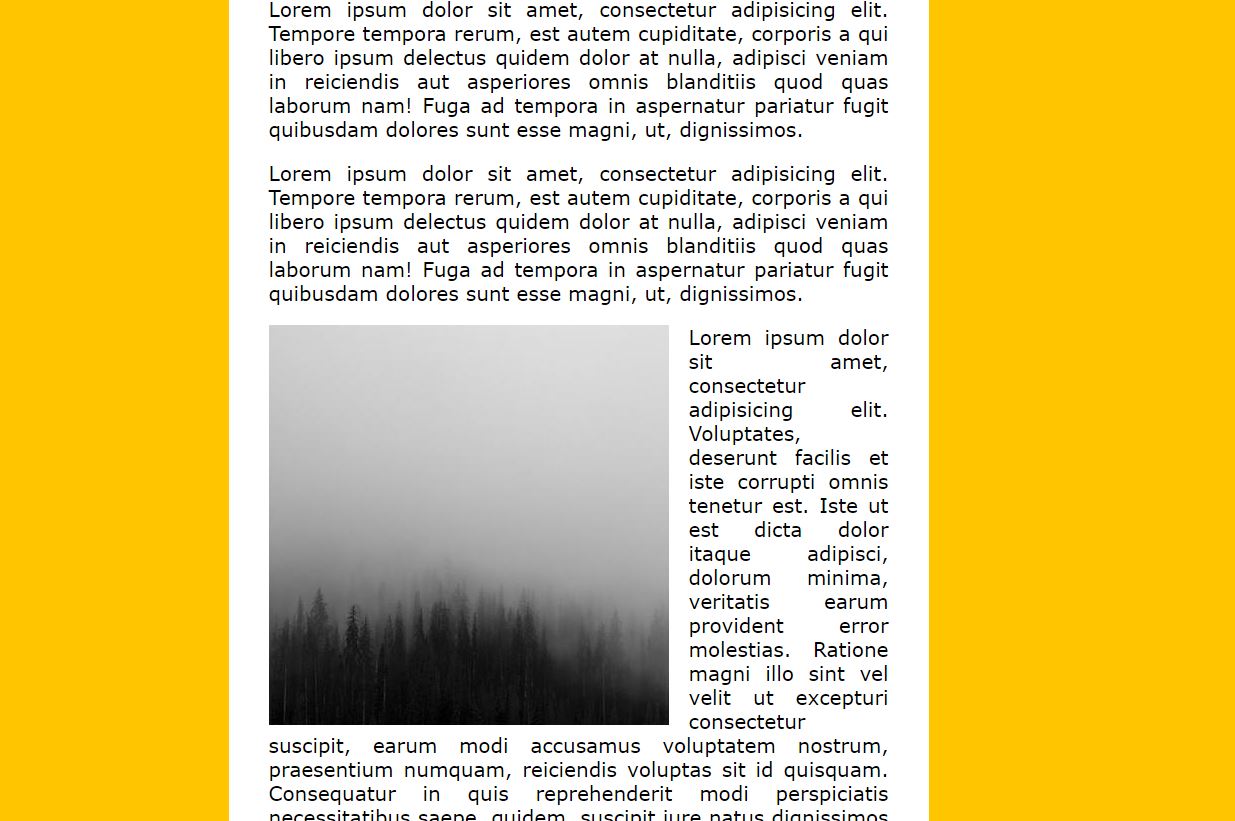 Lorem ipsum dolor sit amet, consectetur adipisicing elit.
Tempore tempora rerum, est autem cupiditate, corporis a qui
libero ipsum delectus quidem dolor at nulla, adipisci veniam
in reiciendis aut asperiores omnis blanditiis quod quas
laborum nam! Fuga ad tempora in aspernatur pariatur fugit
quibusdam dolores sunt esse magni, ut, dignissimos.
Lorem ipsum dolor sit amet, consectetur adipisicing elit.
Tempore tempora rerum, est autem cupiditate, corporis a qui
libero ipsum delectus quidem dolor at nulla, adipisci veniam
in reiciendis aut asperiores omnis blanditiis quod quas
laborum nam! Fuga ad tempora in aspernatur pariatur fugit
quibusdam dolores sunt esse magni, ut, dignissimos.
Lorem ipsum dolor
sit amet,
consectetur
adipisicing elit.
Voluptates,
deserunt facilis et
iste corrupti omnis
tenetur est. Iste ut
est dicta dolor
itaque adipisci,
dolorum minima,
veritatis earum
provident error
molestias. Ratione
magni illo sint vel
velit ut excepturi
consectetur
suscipit, earum modi accusamus voluptatem nostrum,
praesentium numquam, reiciendis voluptas sit id quisquam.
Consequatur in quis reprehenderit modi perspiciatis
necessitatibus saepe, quidem, suscipit iure natus dignissimos